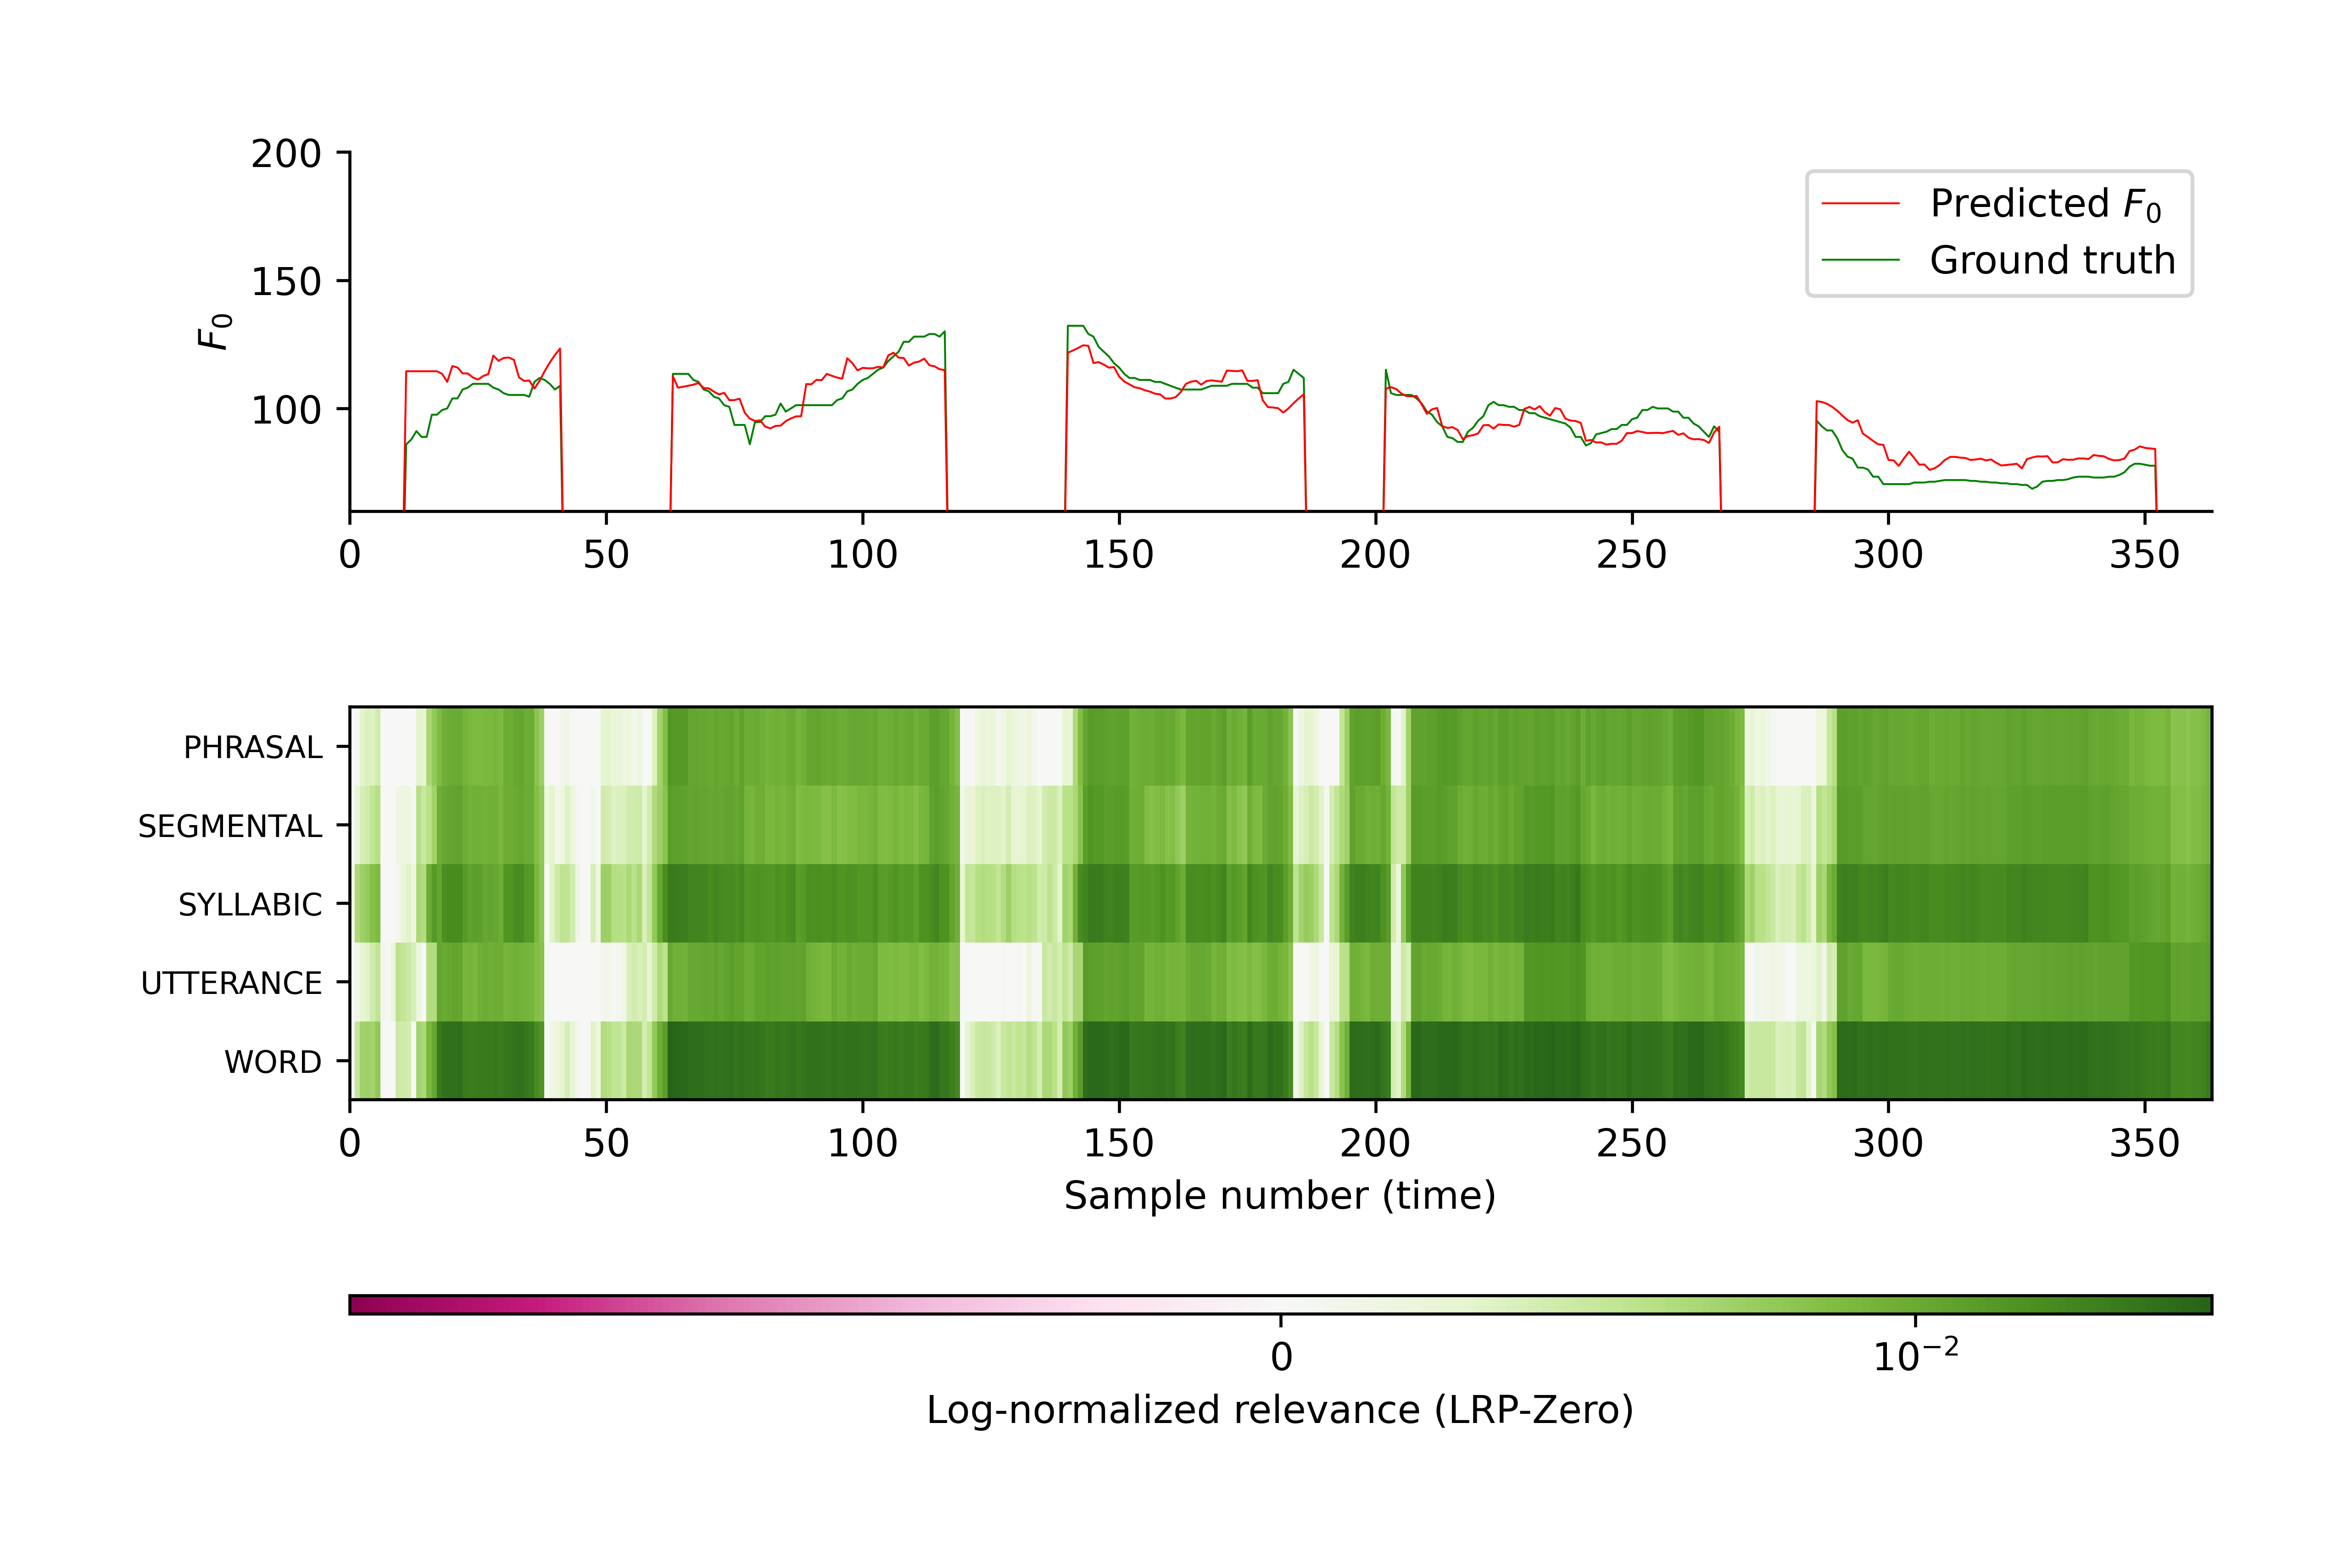 200
150
100
F₀
Predicted F₀
Ground truth
0 50 100 150 200 250 300 350
PHRASAL
SEGMENTAL
SYLLABIC
UTTERANCE
WORD
0 50 100 150 200 250 300 350
Sample number (time)
0 10⁻²
Log-normalized relevance (LRP-Zero)